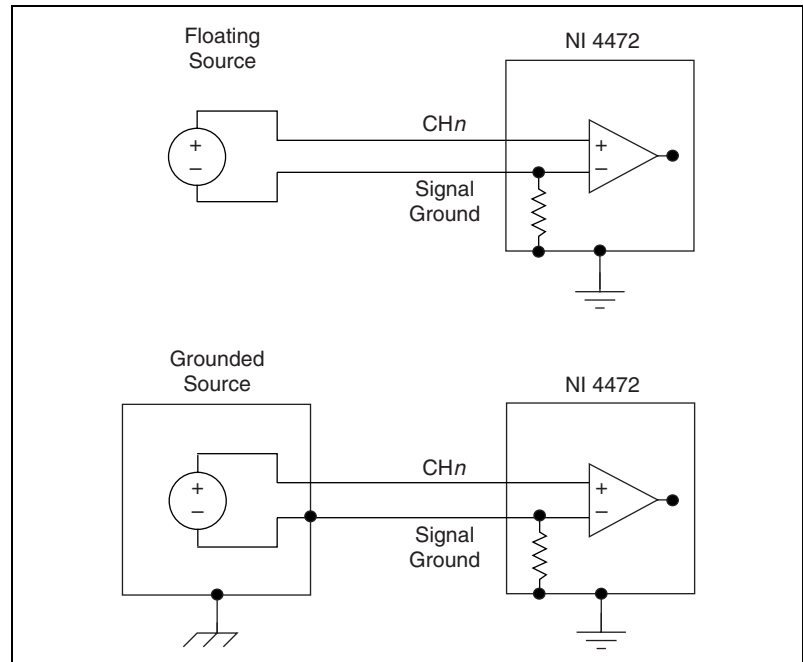 Floating
Source
NI 4472
CHn
+
−
+
−
Signal
Ground
Grounded
Source
NI 4472
CHn
+
−
+
−
Signal
Ground